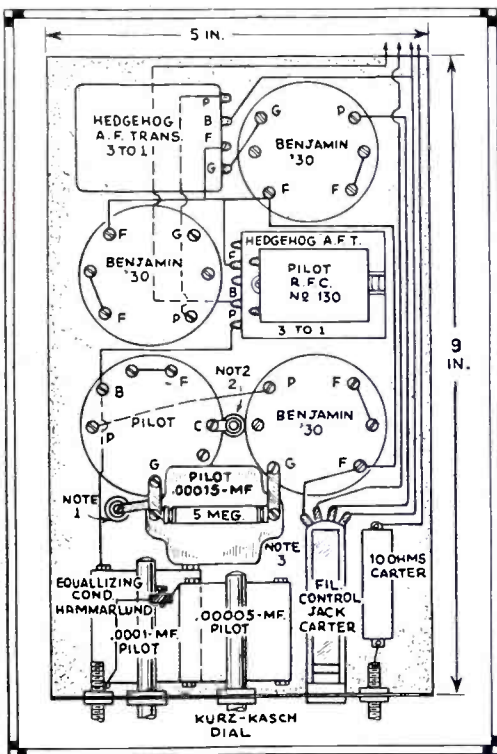 5 IN.
HEDGEHOG
A.F. TRANS.
3 TO 1
P
B
F
G
G
P
BENJAMIN
'30
F
F
F
G
BENJAMIN
'30
F
P
HEDGEHOG A.F.T.
G
F
B
P
PILOT
R.F.C.
Nº 130
3 TO 1
9
IN.
B
F
P
PILOT
C
G
NOT2
2
P
F
BENJAMIN
'30
G
F
PILOT
.00015-MF
5 MEG.
NOTE
1
NOTE
3
EQUALLIZING
COND.
HAMMARLUND
.0001-MF.
PILOT
.00005-MF
PILOT
FIL.
CONTROL
JACK
CARTER
10 OHMS
CARTER
KURZ-KASCH
DIAL